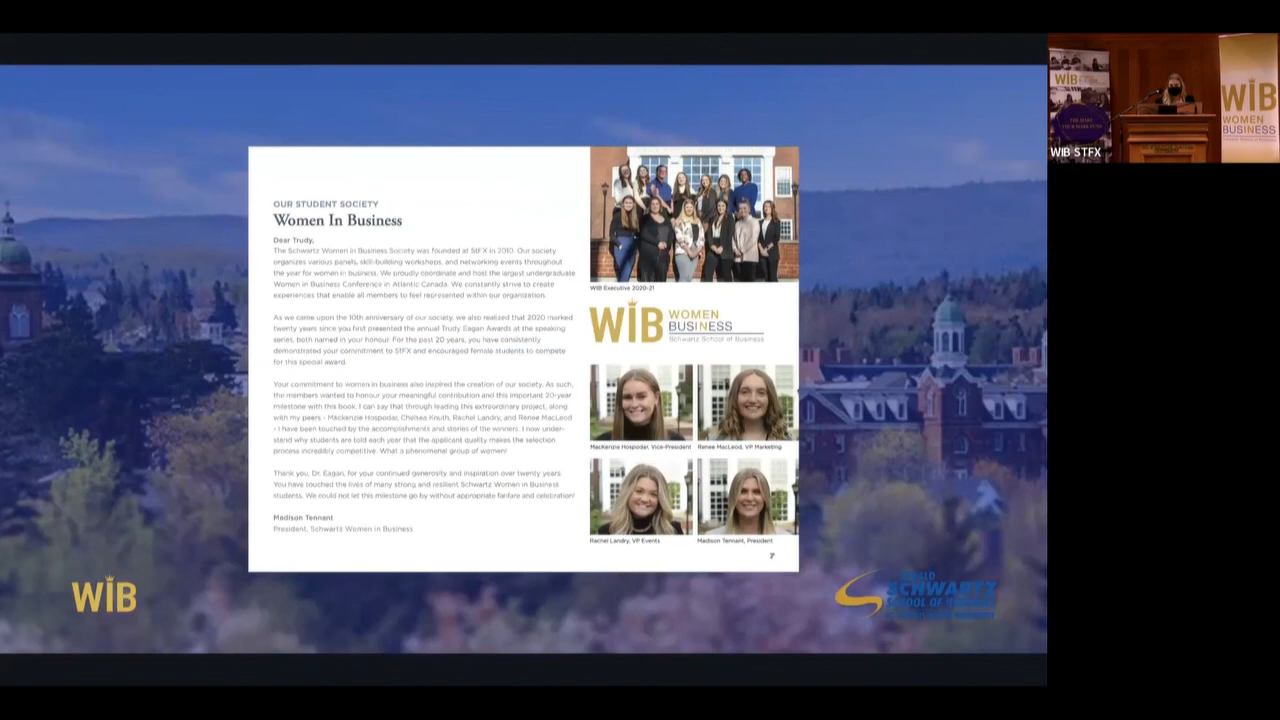 OUR STUDENT SOCIETY
Women In Business
Dear Trudy,
The Schwartz Women in Business Society was founded at StFX in 2010. Our society
organizes various panels, skill-building workshops, and networking events throughout
the year for women in business. We proudly coordinate and host the largest undergraduate
Women in Business Conference in Atlantic Canada. We constantly strive to create
experiences that enable all members to feel represented within our organization.
As we came upon the 10th anniversary of our society, we also realized that 2020 marked
twenty years since you first presented the annual Trudy Eagan Awards at the speaking
series, both named in your honour. For the past 20 years, you have consistently
demonstrated your commitment to StFX and encouraged female students to compete
for this special award.
Your commitment to women in business also inspired the creation of our society. As such,
the members wanted to honour your meaningful contribution and this important 20-year
milestone with this book. I can say that through leading this extraordinary project, along
with my peers - Mackenzie Hospodar, Chelsea Knuth, Rachel Landry, and Renee MacLeod
- I have been touched by the accomplishments and stories of the winners. I now under-
stand why students are told each year that the applicant quality makes the selection
process incredibly competitive. What a phenomenal group of women!
Thank you, Dr. Eagan, for your continued generosity and inspiration over twenty years.
You have touched the lives of many strong and resilient Schwartz Women in Business
students. We could not let this milestone go by without appropriate fanfare and celebration!
Madison Tennant
President, Schwartz Women in Business
WIB Executive 2020-21
WIB WOMEN
BUSINESS
Schwartz School of Business
MacKenzie Hospodar, Vice-President
Renee MacLeod, VP Marketing
Rachel Landry, VP Events
Madison Tennant, President
7
WIB
SCHWARTZ
SCHOOL OF BUSINESS
WIB
WIB STFX
WIB
WOMEN
BUSINESS